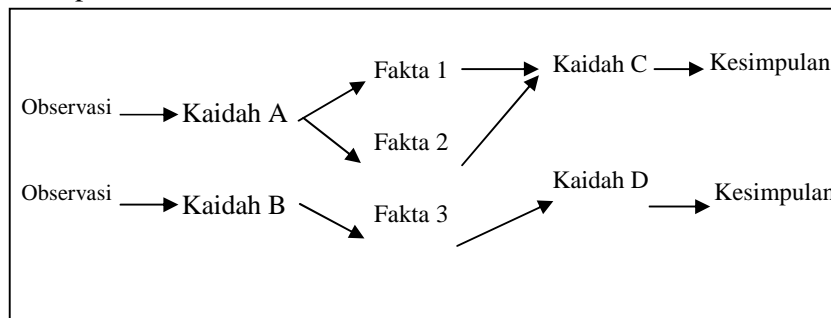 Observasi
Kaidah A
Fakta 1
Fakta 2
Kaidah C
Kesimpulan
Observasi
Kaidah B
Fakta 3
Kaidah D
Kesimpulan